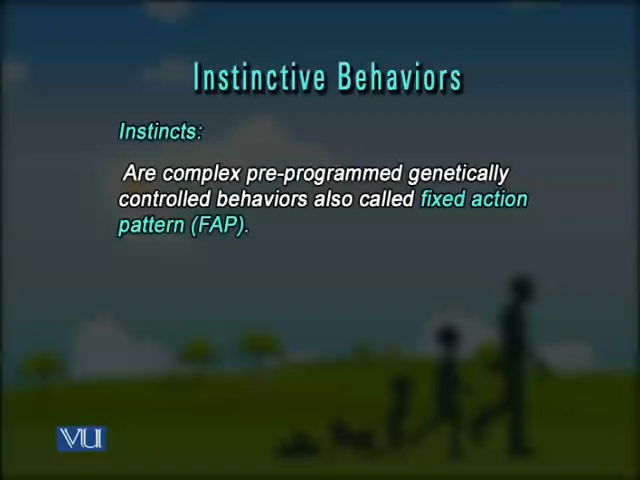 Instinctive Behaviors
Instincts:
Are complex pre-programmed genetically
controlled behaviors also called fixed action
pattern (FAP).
VU